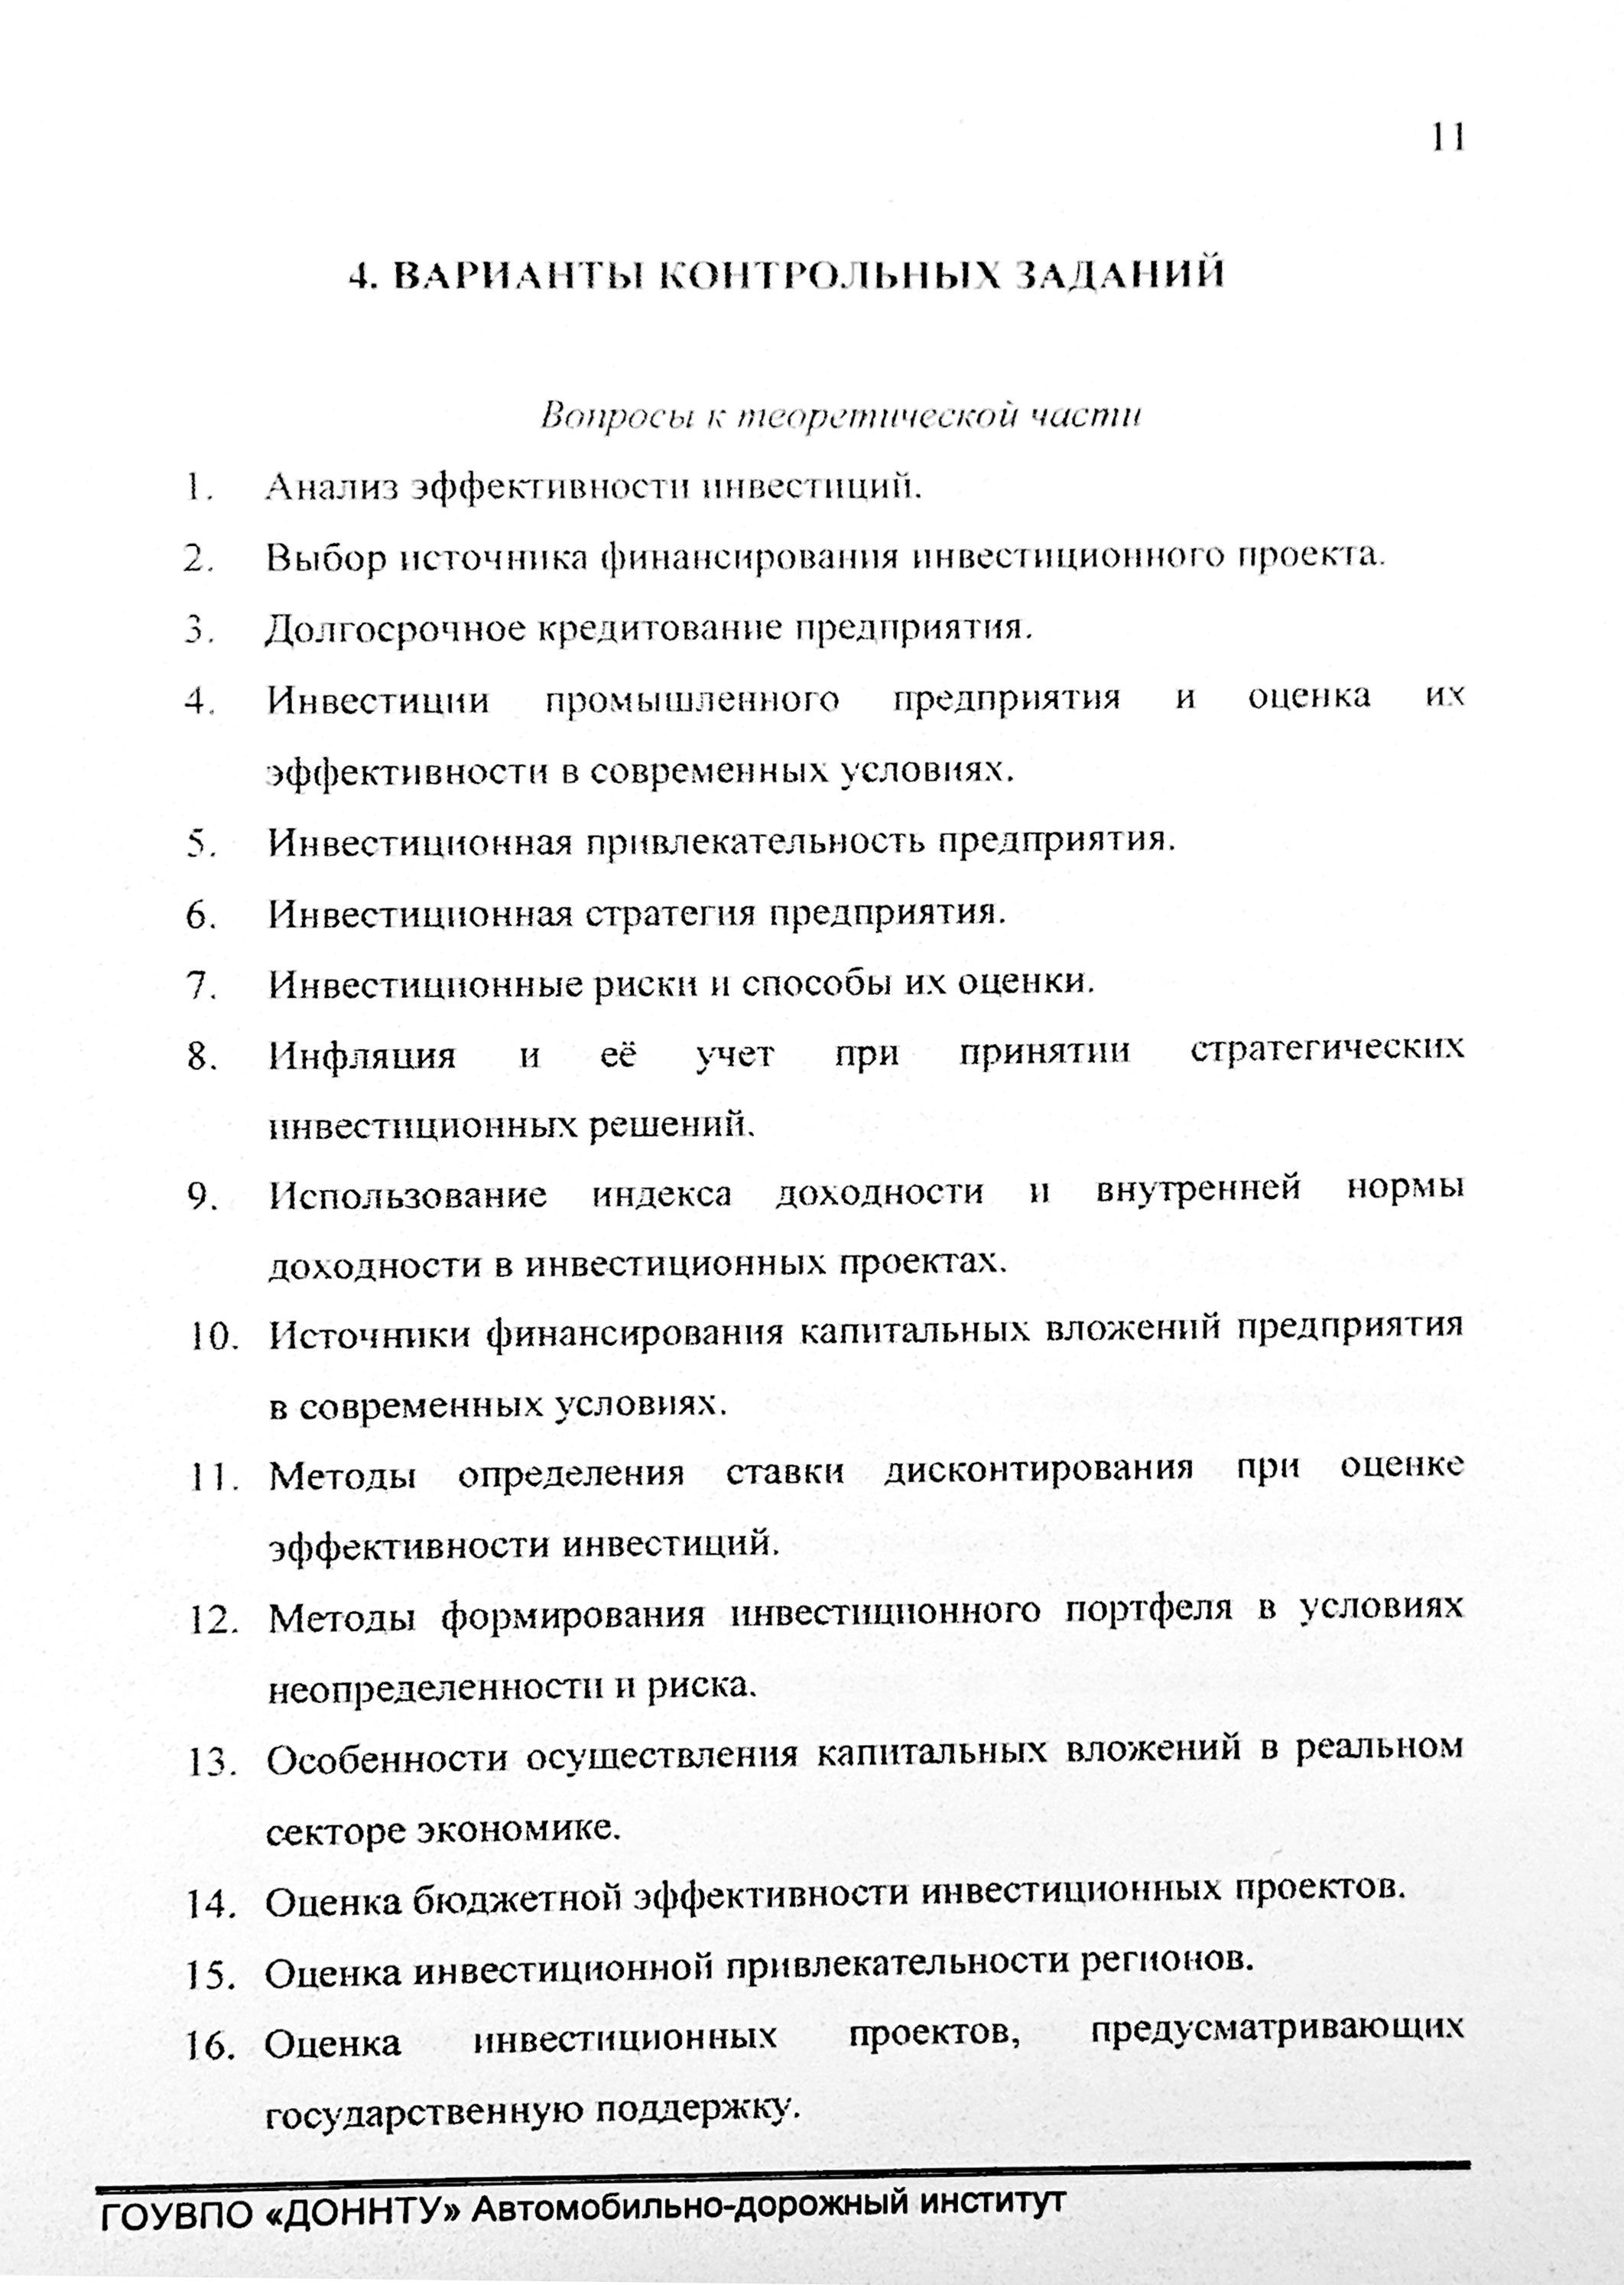 11
4. ВАРИАНТЫ КОНТРОЛЬНЫХ ЗАДАНИЙ
Вопросы к теоретической части
1. Анализ эффективности инвестиций.
2. Выбор источника финансирования инвестиционного проекта.
3. Долгосрочное кредитование предприятия.
4. Инвестиции промышленного предприятия и оценка их
эффективности в современных условиях.
5. Инвестиционная привлекательность предприятия.
6. Инвестиционная стратегия предприятия.
7. Инвестиционные риски и способы их оценки.
8. Инфляция и её учет при принятии стратегических
инвестиционных решений.
9. Использование индекса доходности и внутренней нормы
доходности в инвестиционных проектах.
10. Источники финансирования капитальных вложений предприятия
в современных условиях.
11. Методы определения ставки дисконтирования при оценке
эффективности инвестиций.
12. Методы формирования инвестиционного портфеля в условиях
неопределенности и риска.
13. Особенности осуществления капитальных вложений в реальном
секторе экономике.
14. Оценка бюджетной эффективности инвестиционных проектов.
15. Оценка инвестиционной привлекательности регионов.
16. Оценка инвестиционных проектов, предусматривающих
государственную поддержку.
ГОУВПО «ДОННТУ» Автомобильно-дорожный институт